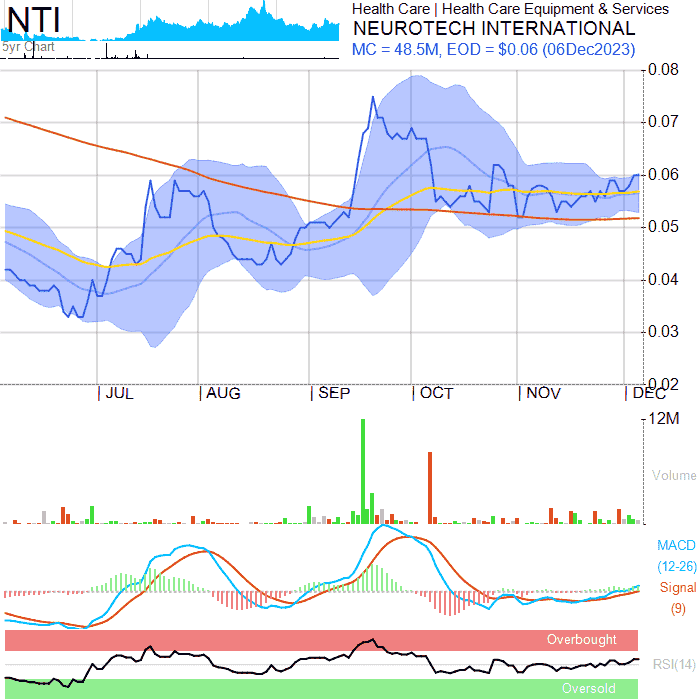 NTI
5yr Chart
Health Care | Health Care Equipment & Services
NEUROTECH INTERNATIONAL
MC = 48.5M, EOD = $0.06 (06Dec2023)
0.08
0.07
0.06
0.05
0.04
0.03
0.02
JUL
AUG
SEP
OCT
NOV
DEC
12M
Volume
MACD
(12-26)
Signal
(9)
Overbought
RSI(14)
Oversold